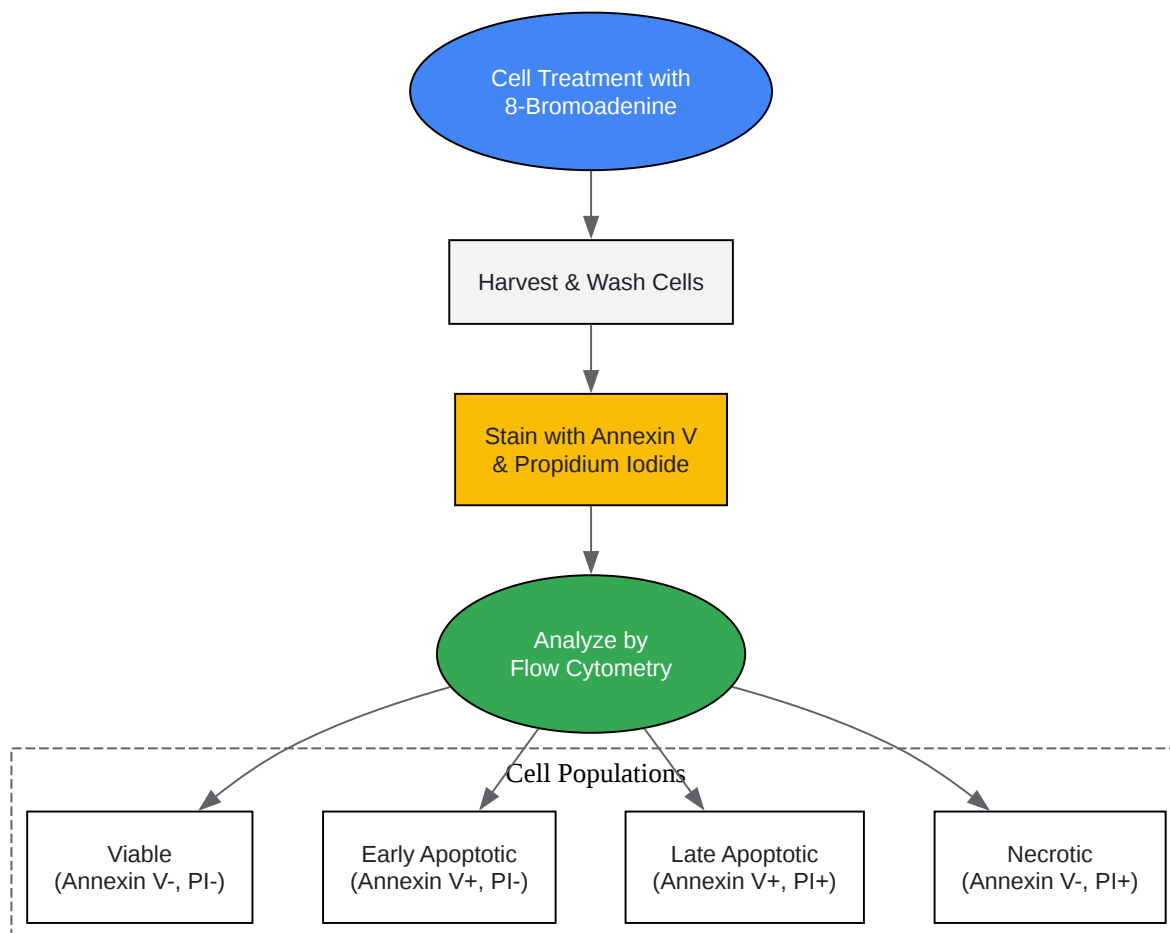 Cell Treatment with
8-Bromoadenine
Harvest & Wash Cells
Stain with Annexin V
& Propidium Iodide
Analyze by
Flow Cytometry
Cell Populations
Viable
(Annexin V-, PI-)
Early Apoptotic
(Annexin V+, PI-)
Late Apoptotic
(Annexin V+, PI+)
Necrotic
(Annexin V-, PI+)